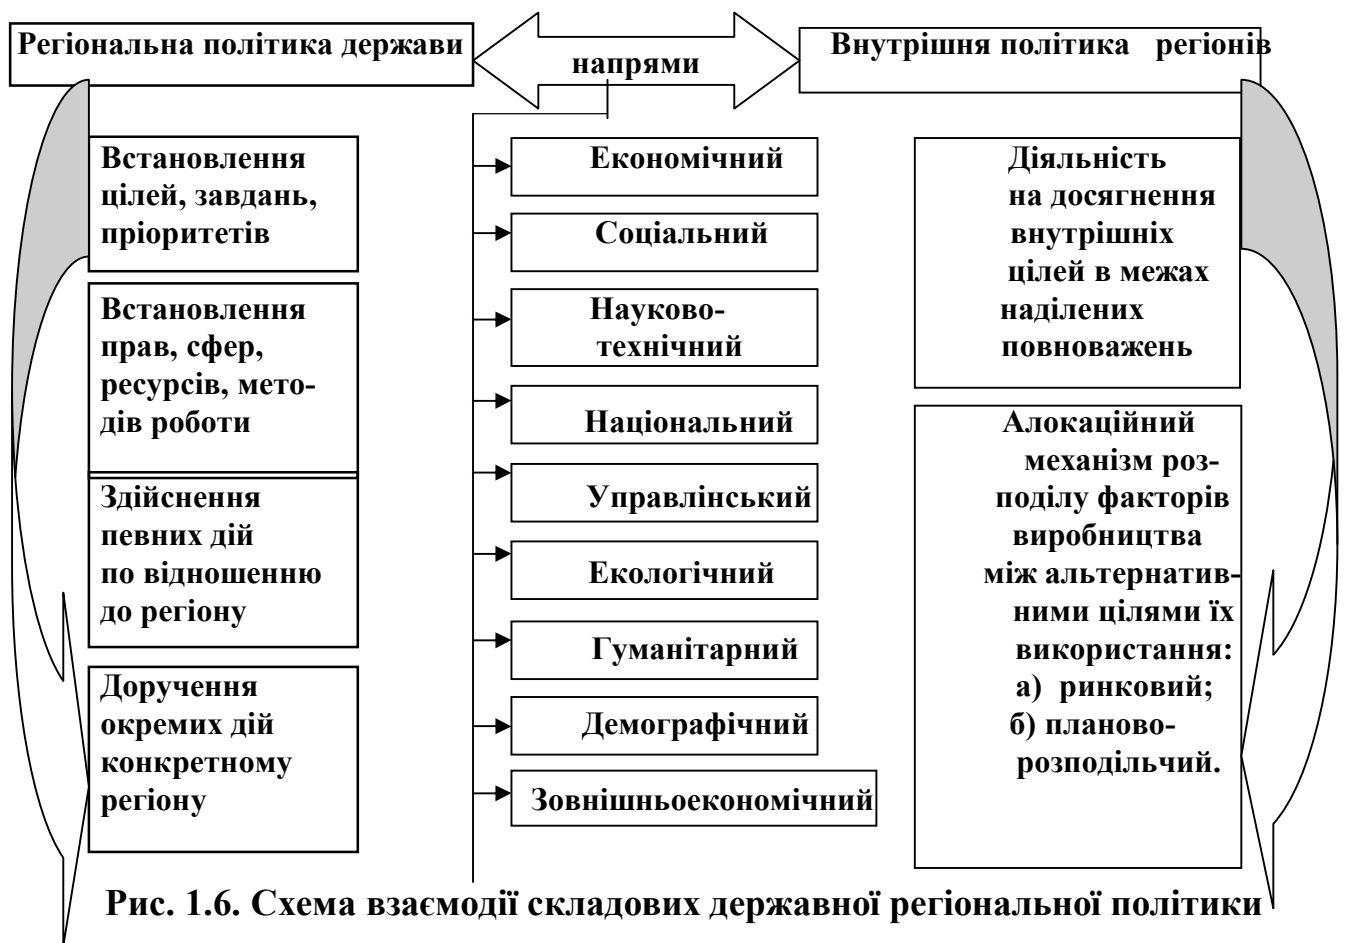 Регіональна політика держави
напрями
Внутрішня політика регіонів
Встановлення
цілей, завдань,
пріоритетів
Встановлення
прав, сфер,
ресурсів, мето-
дів роботи
Здійснення
певних дій
по відношенню
до регіону
Доручення
окремих дій
конкретному
регіону
Економічний
Соціальний
Науково-
технічний
Національний
Управлінський
Екологічний
Гуманітарний
Демографічний
Зовнішньоекономічний
Діяльність
на досягнення
внутрішніх
цілей в межах
наділених
повноважень
Алокаційний
механізм роз-
поділу факторів
виробництва
між альтернатив-
ними цілями їх
використання:
а) ринковий;
б) планово-
розподільчий.
Рис. 1.6. Схема взаємодії складових державної регіональної політики